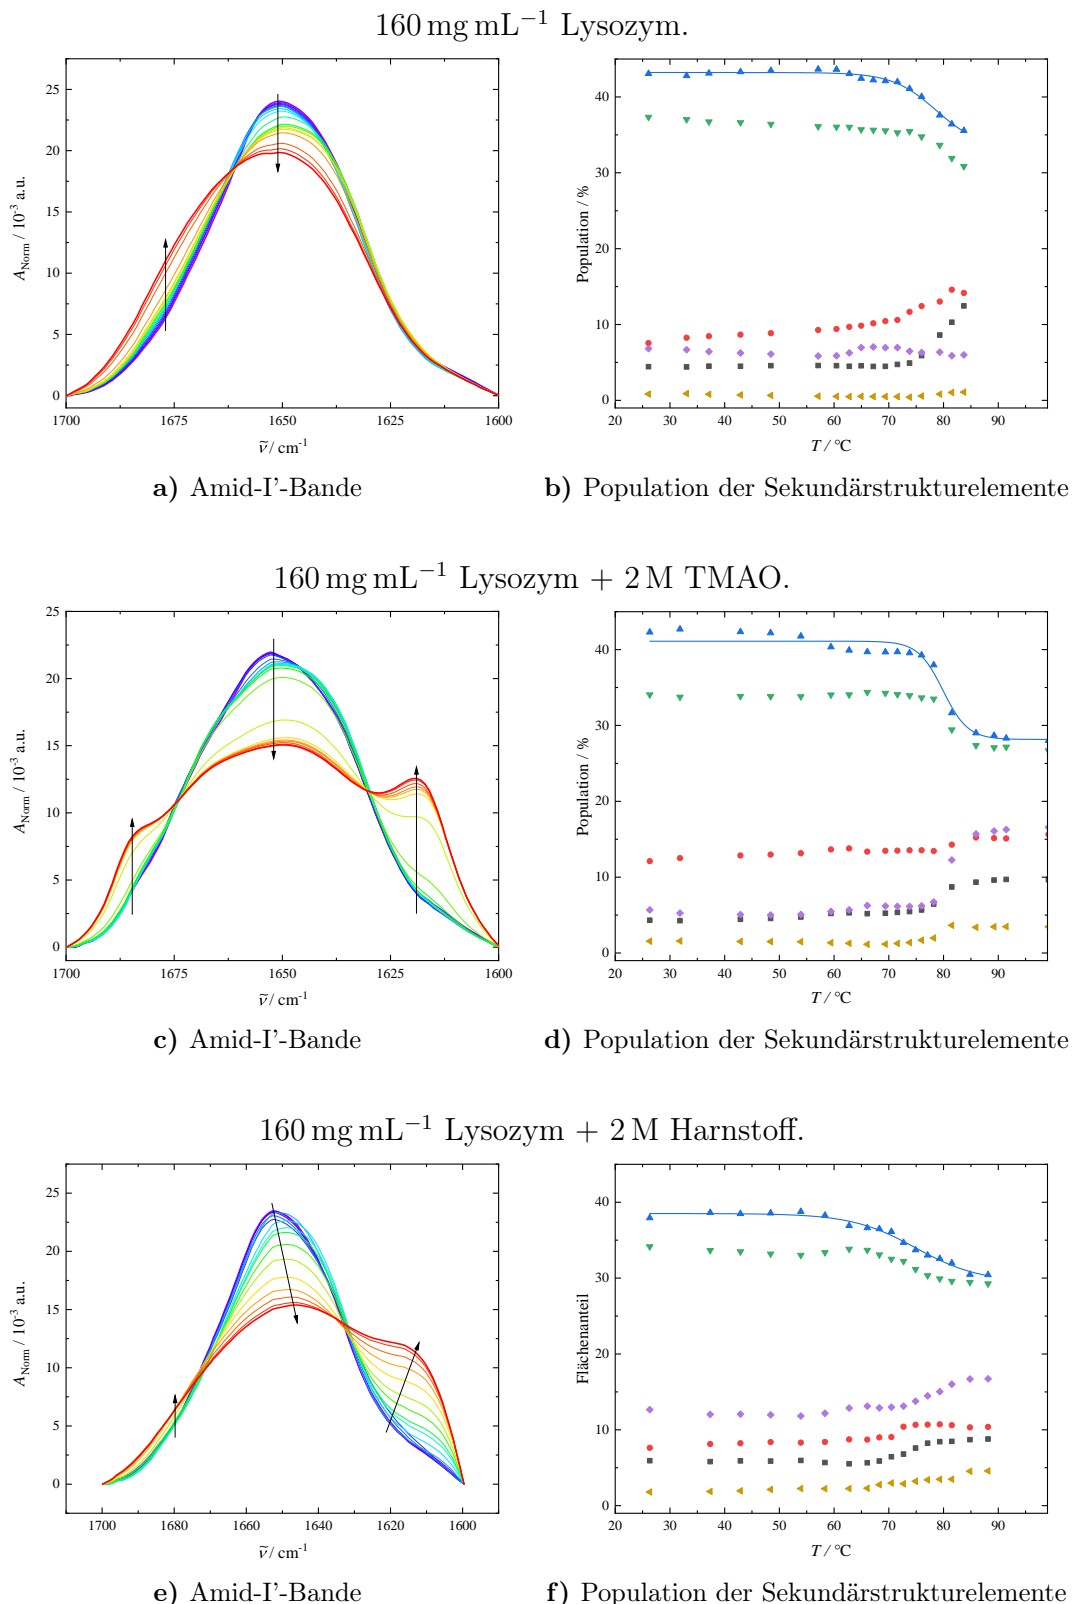 160 mg mL⁻¹ Lysozym.
25
20
15
10
5
0
A_Norm / 10⁻³ a.u.
1700 1675 1650 1625 1600
ṽ / cm⁻¹
40
30
20
10
0
Population / %
20 30 40 50 60 70 80 90
T / °C
a) Amid-I'-Bande
b) Population der Sekundärstrukturelemente
160 mg mL⁻¹ Lysozym + 2 M TMAO.
25
20
15
10
5
0
A_Norm / 10⁻³ a.u.
1700 1675 1650 1625 1600
ṽ / cm⁻¹
40
30
20
10
0
Population / %
20 30 40 50 60 70 80 90
T / °C
c) Amid-I'-Bande
d) Population der Sekundärstrukturelemente
160 mg mL⁻¹ Lysozym + 2 M Harnstoff.
25
20
15
10
5
0
A_Norm / 10⁻³ a.u.
1700 1680 1660 1640 1620 1600
ṽ / cm⁻¹
40
30
20
10
0
Flächenanteil
20 30 40 50 60 70 80 90
T / °C
e) Amid-I'-Bande
f) Population der Sekundärstrukturelemente